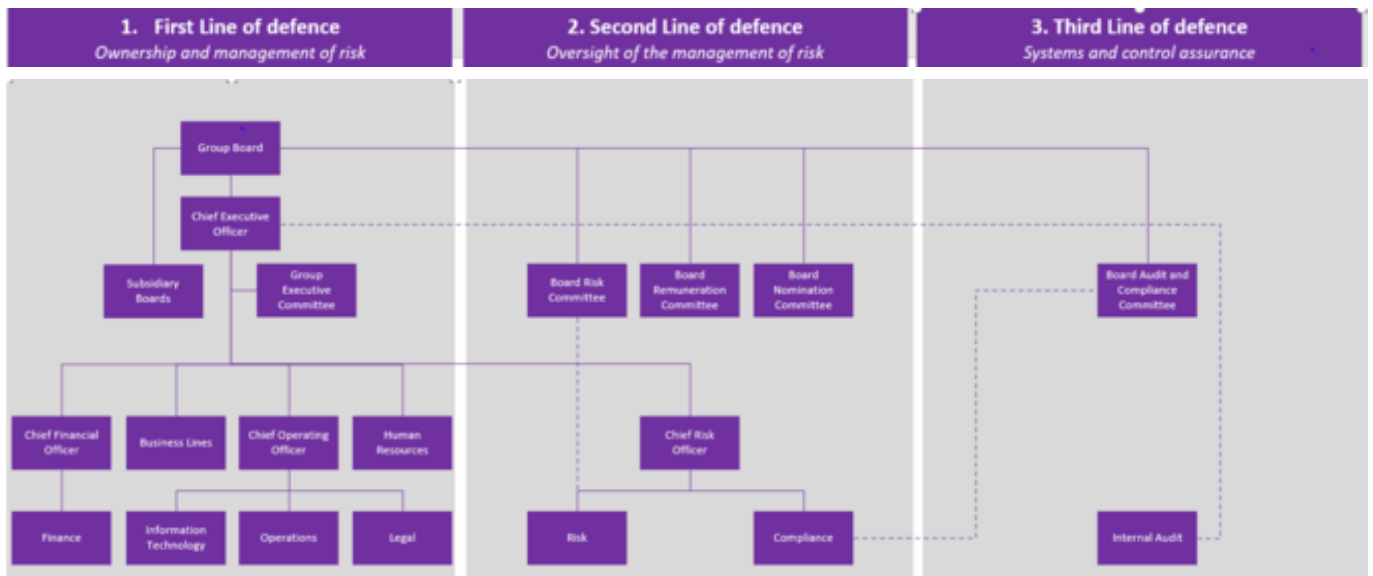 1. First Line of defence
Ownership and management of risk
2. Second Line of defence
Oversight of the management of risk
3. Third Line of defence
Systems and control assurance
Group Board
Chief Executive
Officer
Subsidiary
Boards
Group
Executive
Committee
Board Risk
Committee
Board
Remuneration
Committee
Board
Nomination
Committee
Board Audit and
Compliance
Committee
Chief Financial
Officer
Business Lines
Chief Operating
Officer
Human
Resources
Chief Risk
Officer
Finance
Information
Technology
Operations
Legal
Risk
Compliance
Internal Audit